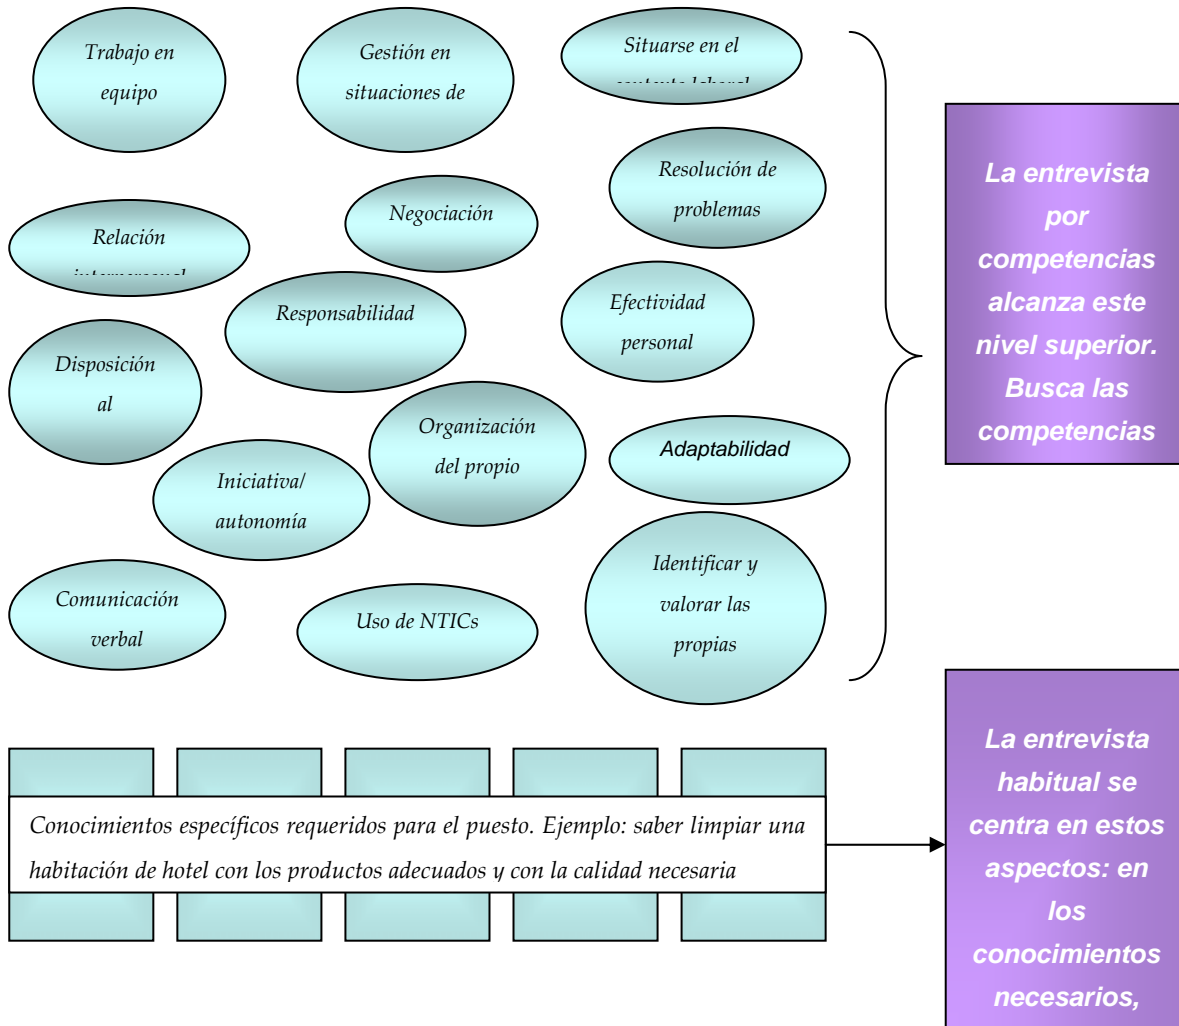 Trabajo en
equipo
Gestión en
situaciones de
Situarse en el
Resolución de
problemas
Negociación
Relación
Responsabilidad
Efectividad
personal
Disposición
al
Organización
del propio
Adaptabilidad
Iniciativa/
autonomía
Identificar y
valorar las
propias
Comunicación
verbal
Uso de NTICs
La entrevista
por
competencias
alcanza este
nivel superior.
Busca las
competencias
Conocimientos específicos requeridos para el puesto. Ejemplo: saber limpiar una
habitación de hotel con los productos adecuados y con la calidad necesaria
La entrevista
habitual se
centra en estos
aspectos: en
los
conocimientos
necesarios,